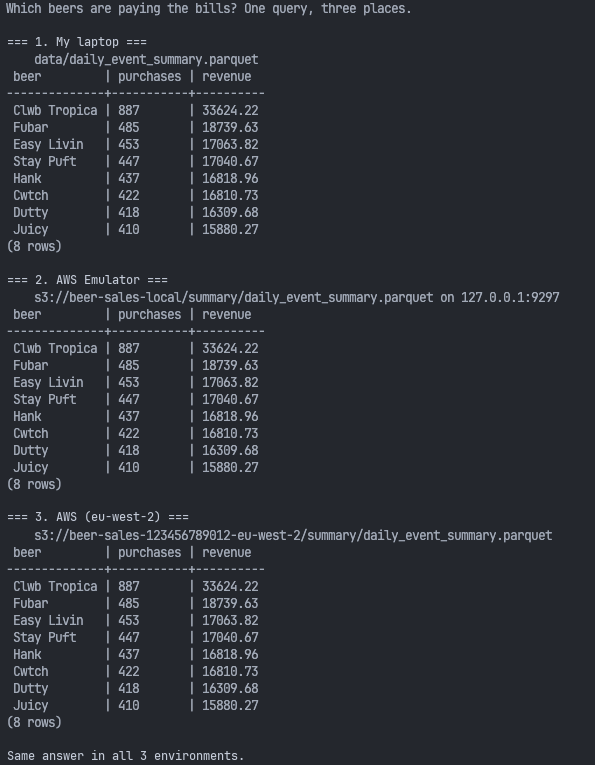 Which beers are paying the bills? One query, three places.

=== 1. My laptop ===
    data/daily_event_summary.parquet
 beer        | purchases | revenue
-------------+-----------+----------
 Clwb Tropica | 887       | 33624.22
 Fubar       | 485       | 18739.63
 Easy Livin  | 453       | 17063.82
 Stay Puft   | 447       | 17040.67
 Hank        | 437       | 16818.96
 Cwtch       | 422       | 16810.73
 Dutty       | 418       | 16309.68
 Juicy       | 410       | 15880.27
(8 rows)

=== 2. AWS Emulator ===
    s3://beer-sales-local/summary/daily_event_summary.parquet on 127.0.0.1:9297
 beer        | purchases | revenue
-------------+-----------+----------
 Clwb Tropica | 887       | 33624.22
 Fubar       | 485       | 18739.63
 Easy Livin  | 453       | 17063.82
 Stay Puft   | 447       | 17040.67
 Hank        | 437       | 16818.96
 Cwtch       | 422       | 16810.73
 Dutty       | 418       | 16309.68
 Juicy       | 410       | 15880.27
(8 rows)

=== 3. AWS (eu-west-2) ===
    s3://beer-sales-123456789012-eu-west-2/summary/daily_event_summary.parquet
 beer        | purchases | revenue
-------------+-----------+----------
 Clwb Tropica | 887       | 33624.22
 Fubar       | 485       | 18739.63
 Easy Livin  | 453       | 17063.82
 Stay Puft   | 447       | 17040.67
 Hank        | 437       | 16818.96
 Cwtch       | 422       | 16810.73
 Dutty       | 418       | 16309.68
 Juicy       | 410       | 15880.27
(8 rows)

Same answer in all 3 environments.